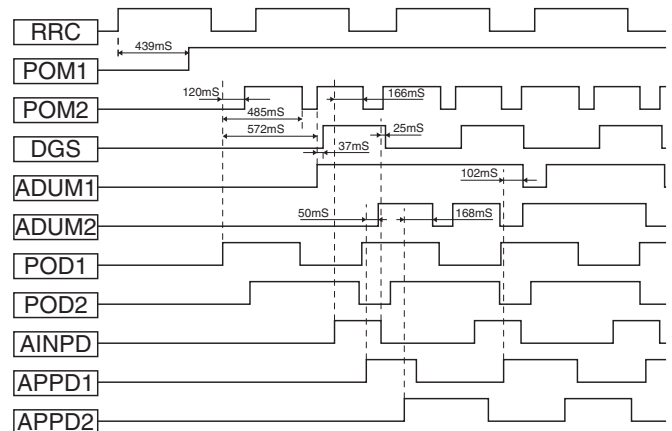 RRC
439mS
POM1
120mS
166mS
POM2
485mS
572mS
25mS
DGS
37mS
ADUM1
102mS
50mS
168mS
ADUM2
POD1
POD2
AINPD
APPD1
APPD2